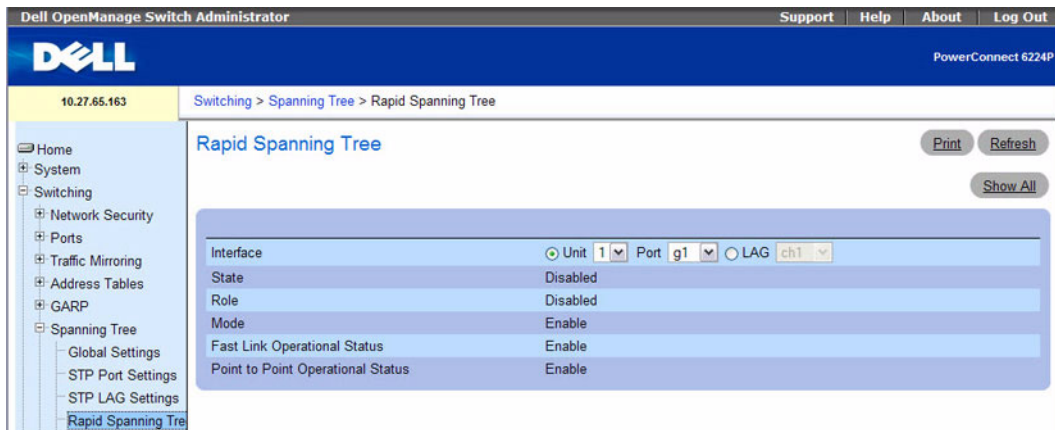 Dell OpenManage Switch Administrator Support Help About Log Out
DELL
PowerConnect 6224P
10.27.65.163
Switching > Spanning Tree > Rapid Spanning Tree
Home
System
Switching
Network Security
Ports
Traffic Mirroring
Address Tables
GARP
Spanning Tree
Global Settings
STP Port Settings
STP LAG Settings
Rapid Spanning Tre
Rapid Spanning Tree
Print Refresh
Show All
Interface Unit 1 Port g1 LAG ch1
State Disabled
Role Disabled
Mode Enable
Fast Link Operational Status Enable
Point to Point Operational Status Enable